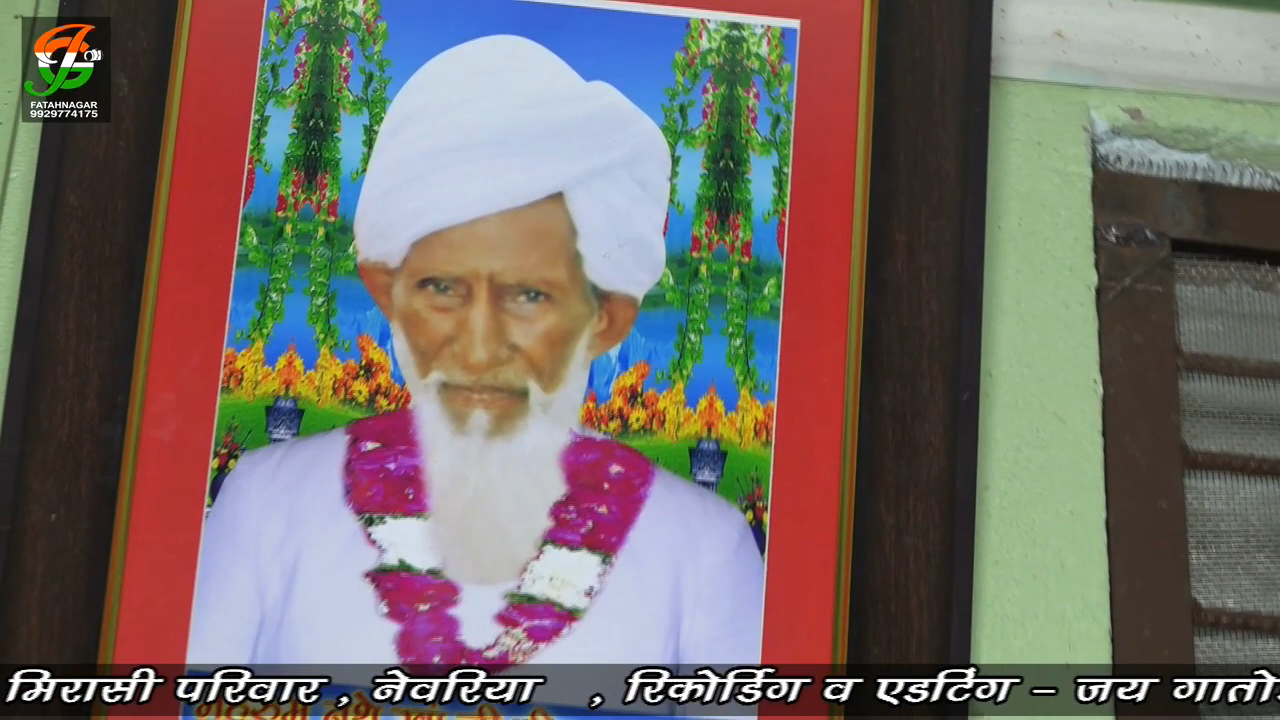 FATAHNAGAR
9929774175
मिरासी परिवार , नेवरिया , रिकोर्डिग व एडटिंग – जय